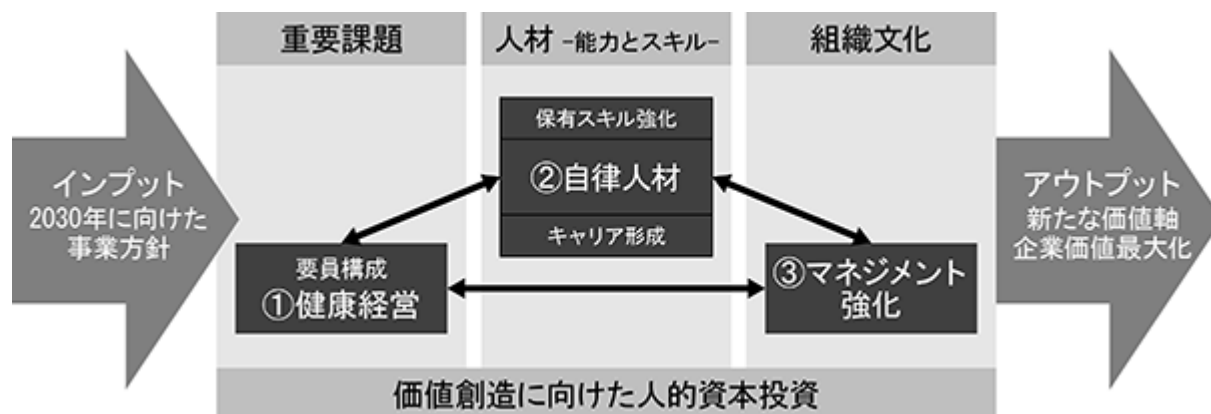 重要課題
人材 -能力とスキル-
組織文化
インプット
2030年に向けた
事業方針
要員構成
①健康経営
保有スキル強化
②自律人材
キャリア形成
③マネジメント
強化
アウトプット
新たな価値軸
企業価値最大化
価値創造に向けた人的資本投資